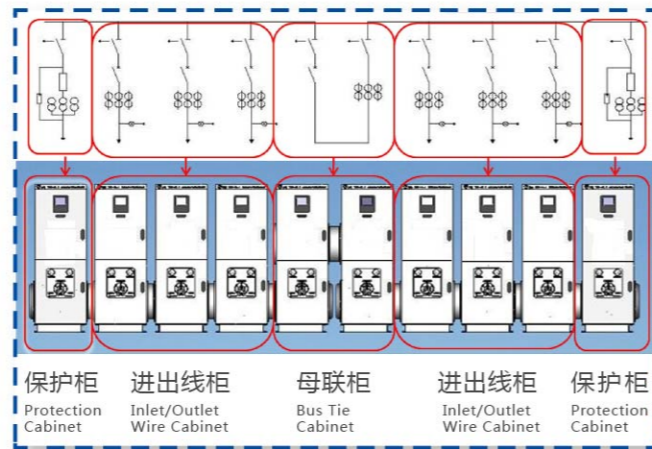 保护柜 进出线柜 母联柜 进出线柜 保护柜
Protection Inlet/Outlet Bus Tie Inlet/Outlet Protection
Cabinet Wire Cabinet Cabinet Wire Cabinet Cabinet